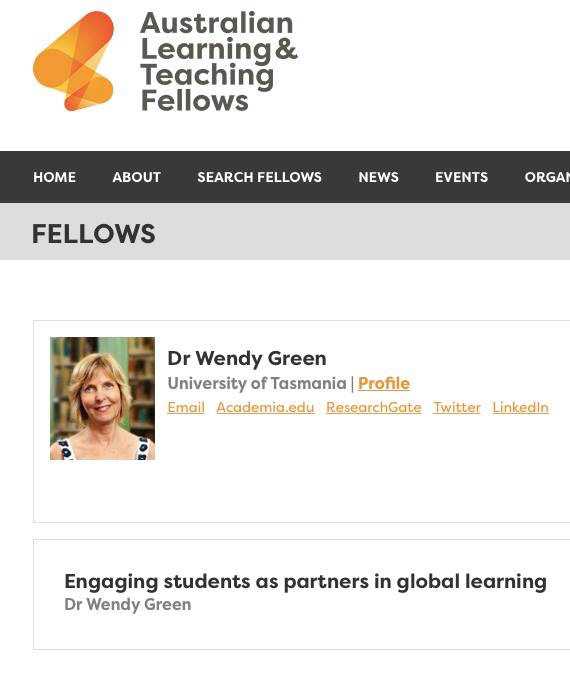 Australian
Learning &
Teaching
Fellows
HOME ABOUT SEARCH FELLOWS NEWS EVENTS ORGAN
FELLOWS
Dr Wendy Green
University of Tasmania | Profile
Email Academia.edu ResearchGate Twitter LinkedIn
Engaging students as partners in global learning
Dr Wendy Green